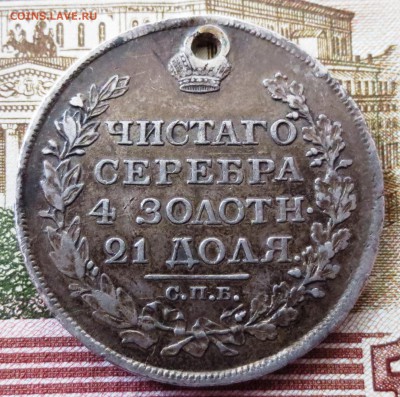 COINS.LAVE.RU
ЧИСТАГО
СЕРЕБРА
4 ЗОЛОТН.
21 ДОЛЯ.
С.П.Б.